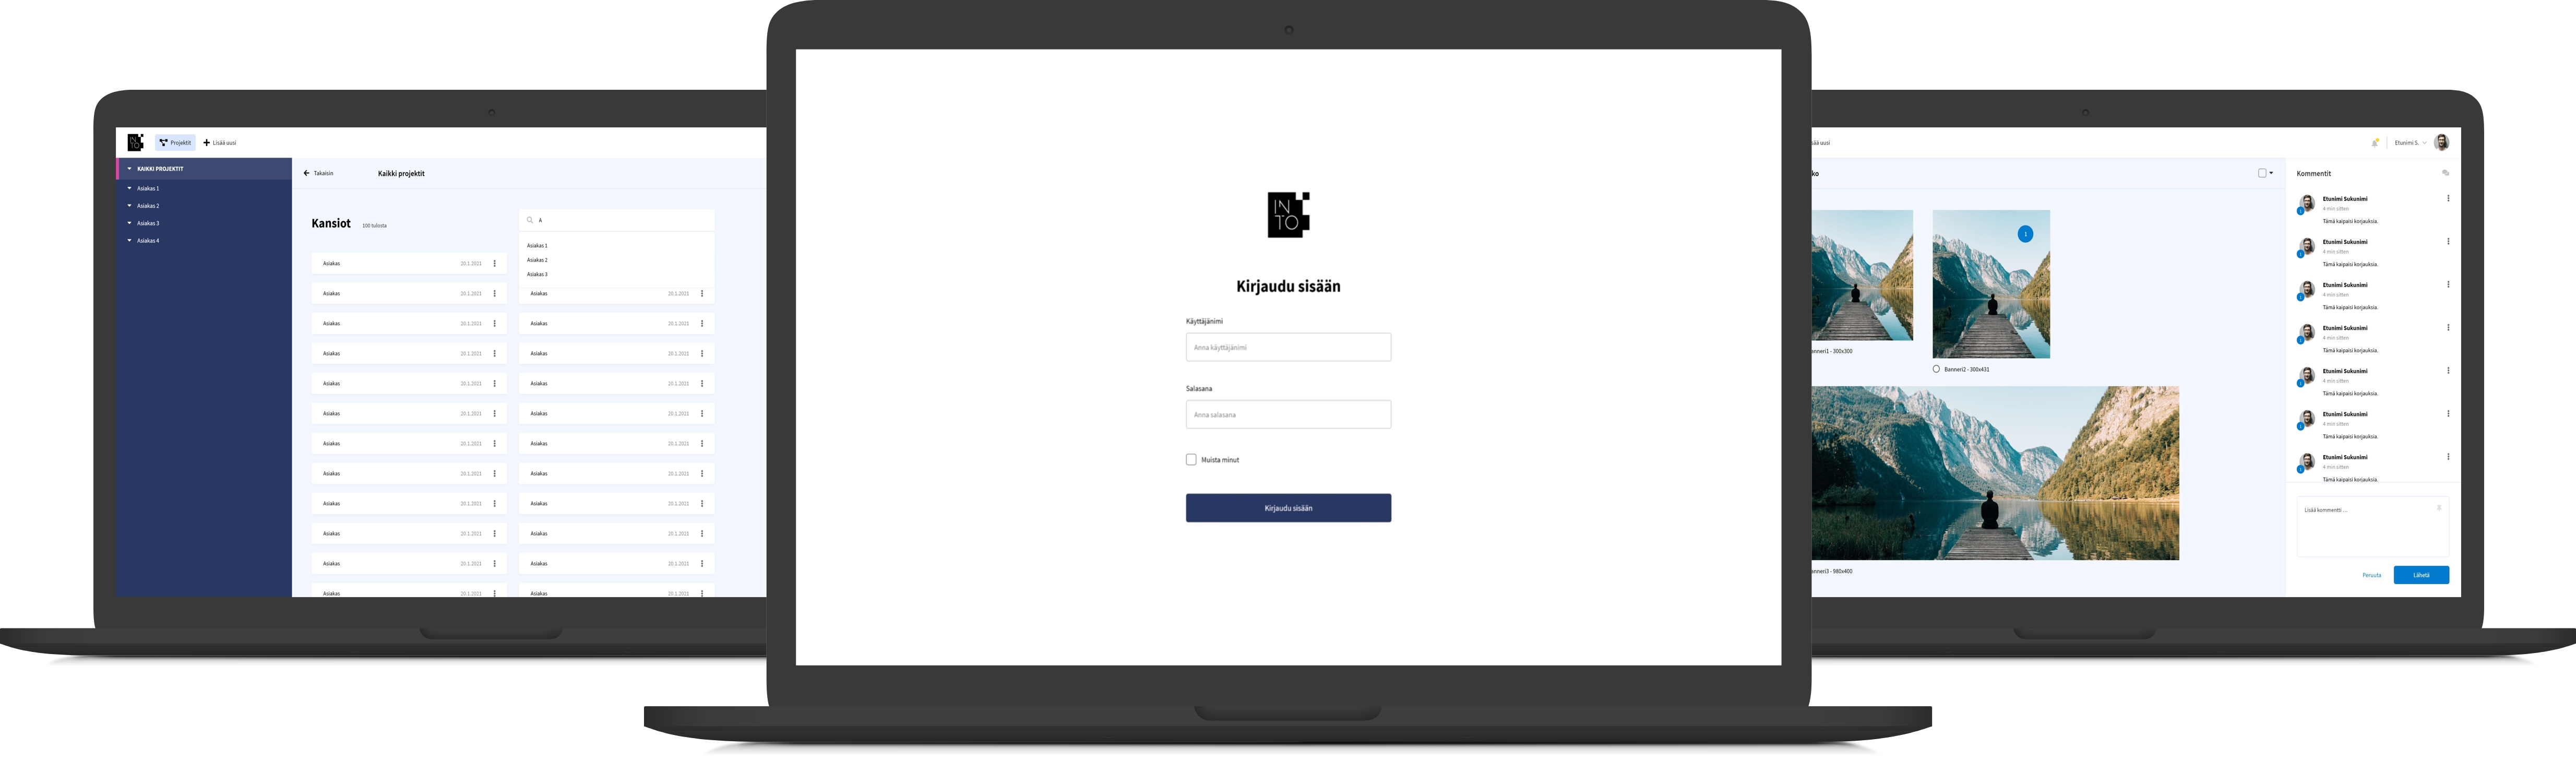 IN
TO
Projektit
Lisää uusi
KAIKKI PROJEKTIT
Asiakas 1
Asiakas 2
Asiakas 3
Asiakas 4
Takaisin
Kaikki projektit
Kansiot
100 tulosta
A
Asiakas 1
Asiakas 2
Asiakas 3
Asiakas 20.1.2021
Asiakas 20.1.2021 Asiakas 20.1.2021
Asiakas 20.1.2021 Asiakas 20.1.2021
Asiakas 20.1.2021 Asiakas 20.1.2021
Asiakas 20.1.2021 Asiakas 20.1.2021
Asiakas 20.1.2021 Asiakas 20.1.2021
Asiakas 20.1.2021 Asiakas 20.1.2021
Asiakas 20.1.2021 Asiakas 20.1.2021
Asiakas 20.1.2021 Asiakas 20.1.2021
Asiakas 20.1.2021 Asiakas 20.1.2021
Asiakas 20.1.2021 Asiakas 20.1.2021
Asiakas 20.1.2021 Asiakas 20.1.2021
IN
TO
Kirjaudu sisään
Käyttäjänimi
Anna käyttäjänimi
Salasana
Anna salasana
Muista minut
Kirjaudu sisään
sää uusi
Etunimi S.
ko
1
anneri1 - 300x300
Banneri2 - 300x431
anneri3 - 980x400
Kommentit
Etunimi Sukunimi
4 min sitten
Tämä kaipaisi korjauksia.
Etunimi Sukunimi
4 min sitten
Tämä kaipaisi korjauksia.
Etunimi Sukunimi
4 min sitten
Tämä kaipaisi korjauksia.
Etunimi Sukunimi
4 min sitten
Tämä kaipaisi korjauksia.
Etunimi Sukunimi
4 min sitten
Tämä kaipaisi korjauksia.
Etunimi Sukunimi
4 min sitten
Tämä kaipaisi korjauksia.
Etunimi Sukunimi
4 min sitten
Tämä kaipaisi korjauksia.
Lisää kommentti ...
Peruuta
Lähetä